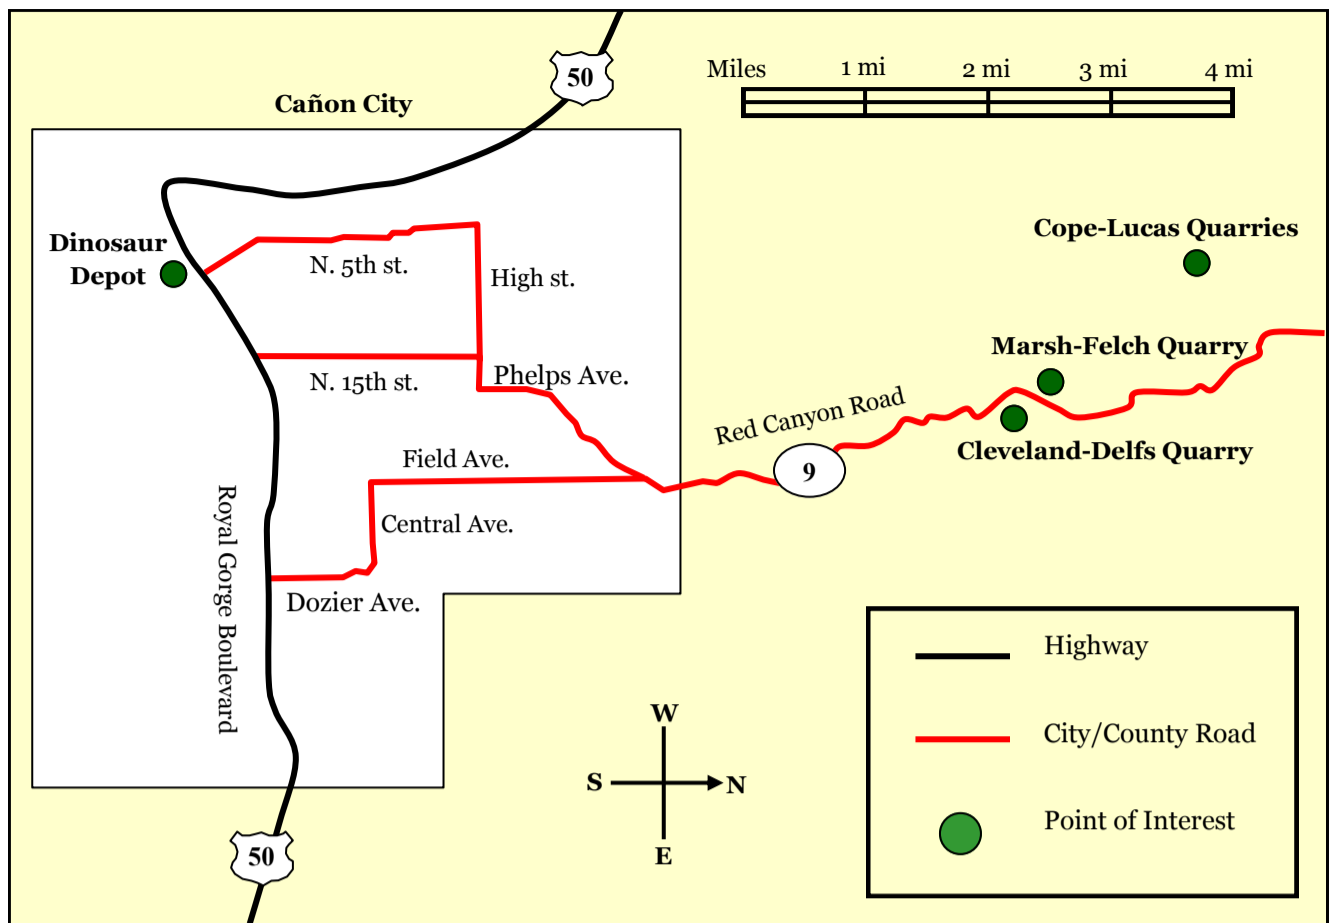 50
Miles
1 mi
2 mi
3 mi
4 mi
Cañon City
Dinosaur
Depot
N. 5th st.
High st.
Cope-Lucas Quarries
N. 15th st.
Phelps Ave.
Marsh-Felch Quarry
Red Canyon Road
9
Cleveland-Delfs Quarry
Field Ave.
Central Ave.
Royal Gorge Boulevard
Dozier Ave.
W
S
N
E
Highway
City/County Road
Point of Interest
50